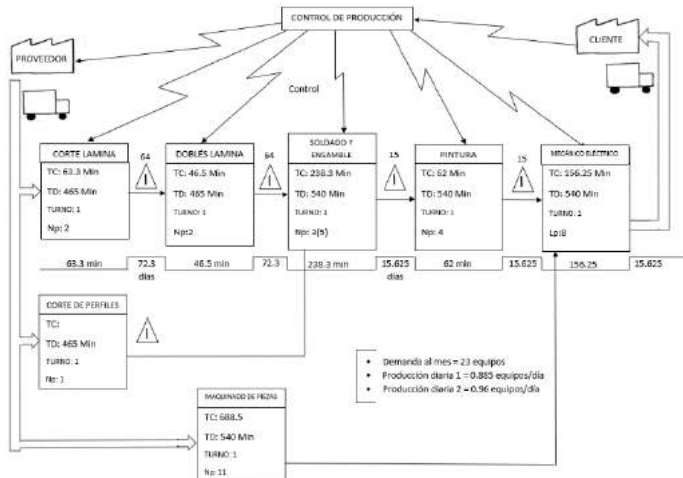 CONTROL DE PRODUCCIÓN
PROVEEDOR
CLIENTE
Control
CORTE LAMINA
TC: 63.3 Min
TD: 465 Min
TURNO: 1
Np: 2
64
I
DOBLÉS LAMINA
TC: 46.5 Min
TD: 465 Min
TURNO: 1
Np:2
64
I
SOLDADO Y
ENSAMBLE
TC: 238.3 Min
TD: 540 Min
TURNO: 1
15
I
PINTURA
TC: 62 Min
TD: 540 Min
TURNO: 1
Np: 4
15
I
MECÁNICO ELÉCTRICO
TC: 156.25 Min
TD: 540 Min
TURNO: 1
Lp:8
63.3 min
72.3
días
46.5 min
72.3
238.3 min
15.625
días
62 min
15.625
156.25
15.625
CORTE DE PERFILES
TC:
TD: 465 Min
TURNO: 1
Np: 1
I
• Demanda al mes = 23 equipos
• Producción diaria 1 = 0.885 equipos/día
• Producción diaria 2 = 0.96 equipos/día
MAQUINADO DE PIEZAS
TC: 688.5
TD: 540 Min
TURNO: 1
Np: 11